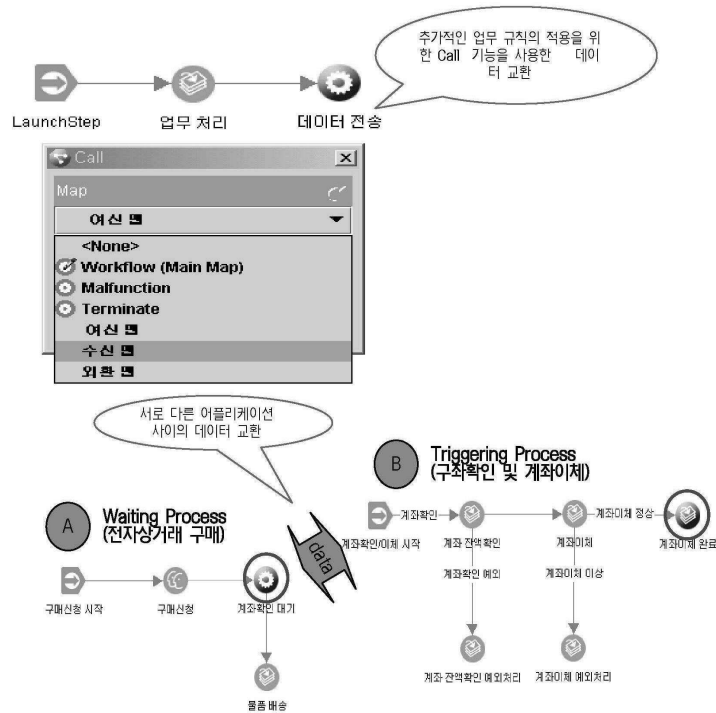 추가적인 업무 규칙의 적용을 위
한 Call 기능을 사용한 데이
터 교환
LaunchStep
업무 처리
데이터 전송
Call
Map
여신 맵
<None>
Workflow (Main Map)
Malfunction
Terminate
여신 맵
수신 맵
외환 맵
서로 다른 어플리케이션
사이의 데이터 교환
A
Waiting Process
(전자상거래 구매)
구매신청 시작
구매신청
계좌확인 대기
물품 배송
data
B
Triggering Process
(구좌확인 및 계좌이체)
계좌확인
계좌이체 정상
계좌확인/이체 시작
계좌 잔액확인
계좌이체
계좌이체 완료
계좌확인 예외
계좌이체 이상
계좌 잔액확인 예외처리
계좌이체 예외처리